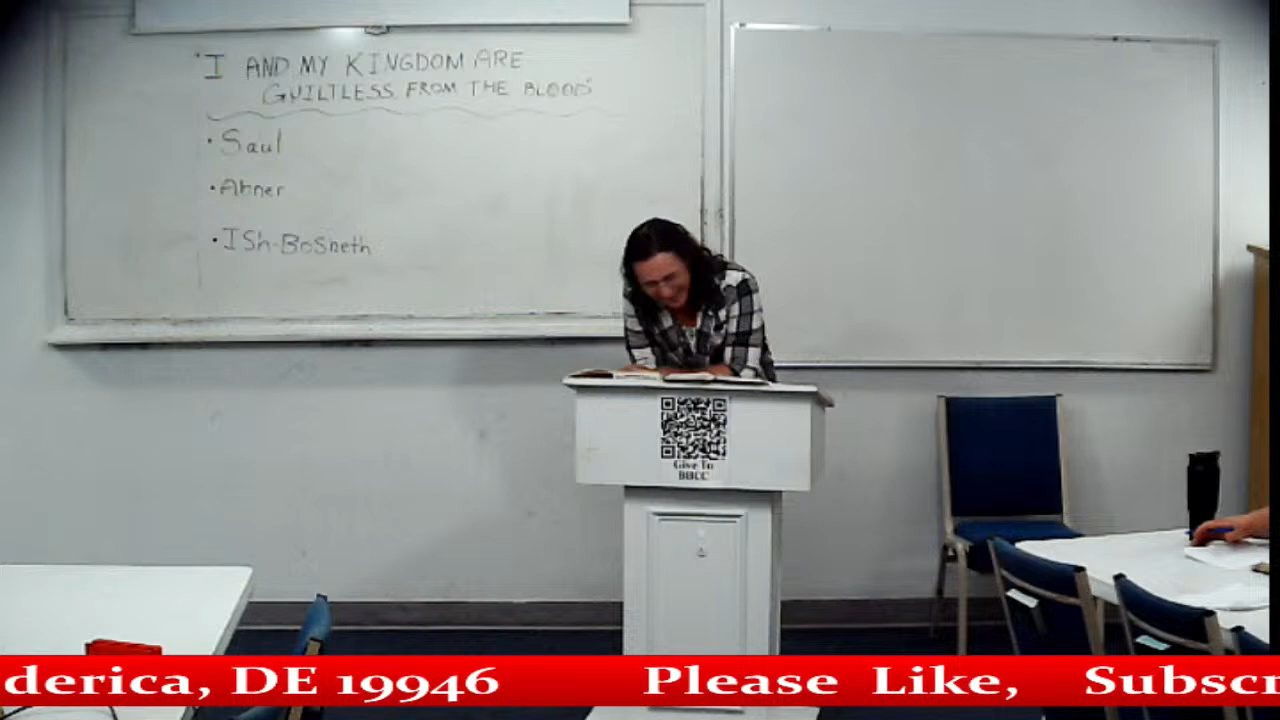 "I AND MY KINGDOM ARE
GUILTLESS FROM THE BLOOD"
• Saul
• Abner
• ISh-BoSheth
Give To
BBCC
derica, DE 19946 Please Like, Subscr